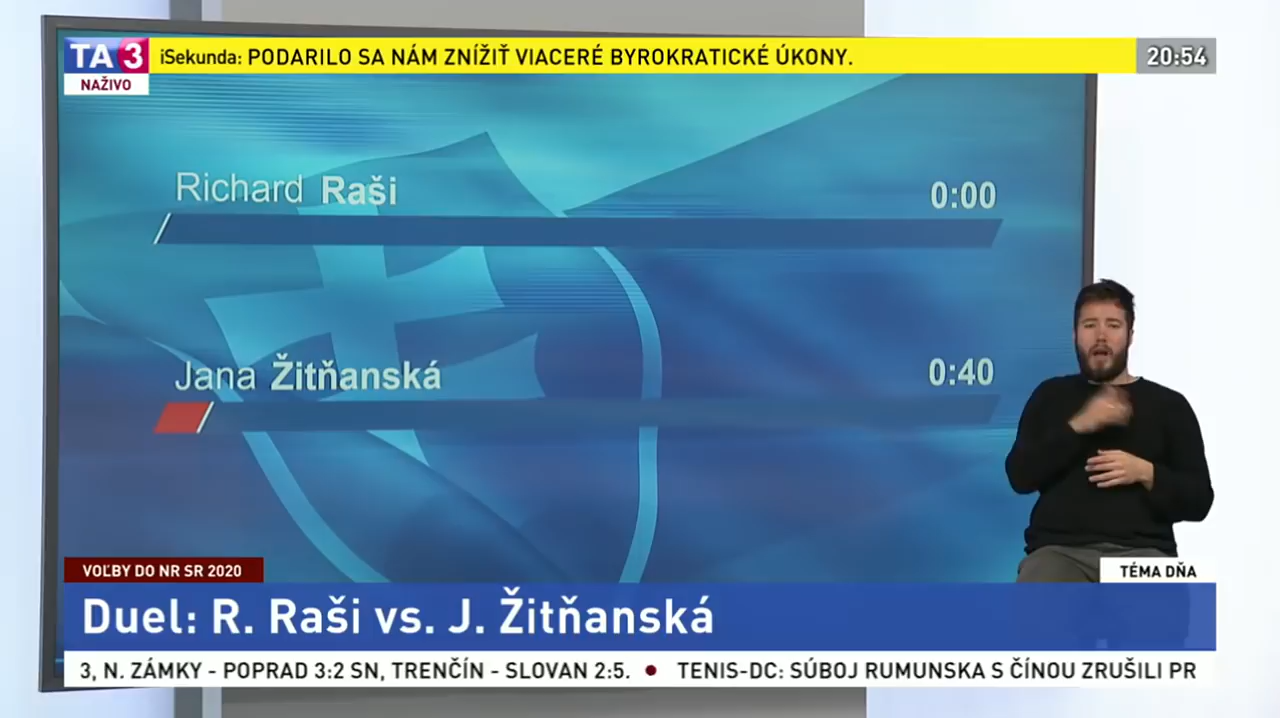 TA3
NAŽIVO
iSekunda: PODARILO SA NÁM ZNÍŽIŤ VIACERÉ BYROKRATICKÉ ÚKONY.
20:54
Richard Raši 0:00
Jana Žitňanská 0:40
VOĽBY DO NR SR 2020
TÉMA DŇA
Duel: R. Raši vs. J. Žitňanská
3, N. ZÁMKY - POPRAD 3:2 SN, TRENČÍN - SLOVAN 2:5. • TENIS-DC: SÚBOJ RUMUNSKA S ČÍNOU ZRUŠILI PR